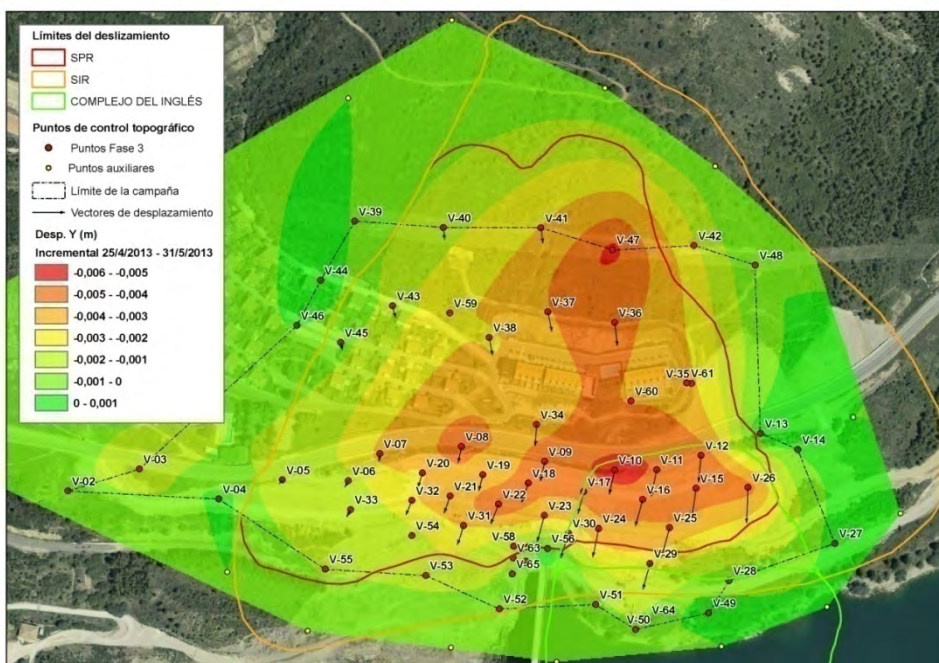 Límites del deslizamiento
SPR
SIR
COMPLEJO DEL INGLÉS
Puntos de control topográfico
Puntos Fase 3
Puntos auxiliares
Límite de la campaña
Vectores de desplazamiento
Desp. Y (m)
Incremental 25/4/2013 - 31/5/2013
-0,006 - -0,005
-0,005 - -0,004
-0,004 - -0,003
-0,003 - -0,002
-0,002 - -0,001
-0,001 - 0
0 - 0,001
V-39
V-40
V-41
V-47
V-42
V-48
V-44
V-43
V-59
V-37
V-36
V-46
V-45
V-38
V-35
V-61
V-60
V-34
V-13
V-14
V-07
V-08
V-09
V-12
V-03
V-05
V-06
V-20
V-19
V-18
V-10
V-11
V-02
V-04
V-17
V-15
V-26
V-33
V-32
V-21
V-22
V-16
V-54
V-31
V-23
V-30
V-24
V-25
V-58
V-63
V-56
V-27
V-55
V-53
V-65
V-29
V-28
V-52
V-51
V-64
V-49
V-50